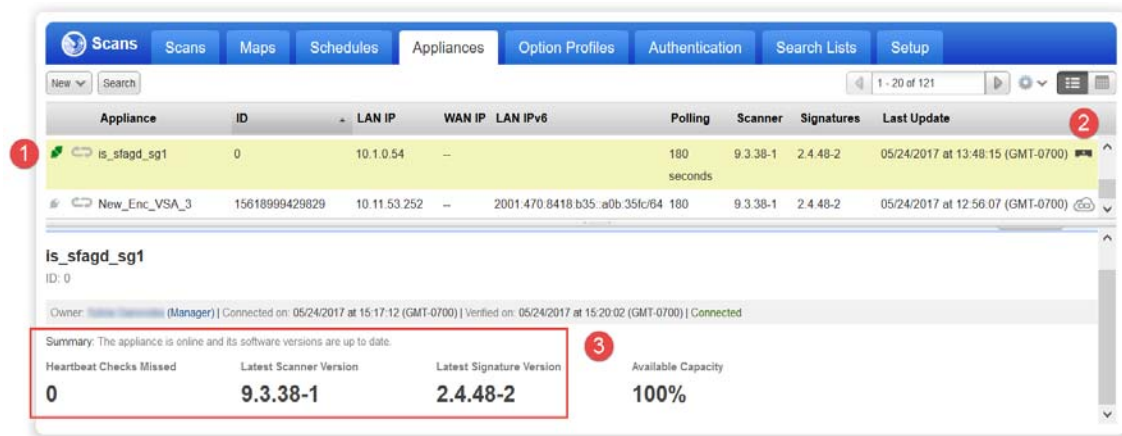 Scans Scans Maps Schedules Appliances Option Profiles Authentication Search Lists Setup
New Search 1 - 20 of 121
Appliance ID LAN IP WAN IP LAN IPv6 Polling Scanner Signatures Last Update 2
1 is_sfagd_sg1 0 10.1.0.54 -- 180 9.3.38-1 2.4.48-2 05/24/2017 at 13:48:15 (GMT-0700)
seconds
New_Enc_VSA_3 15618999429829 10.11.53.252 -- 2001:470:8418:b35::a0b:35fc/64 180 9.3.38-1 2.4.48-2 05/24/2017 at 12:56:07 (GMT-0700)
is_sfagd_sg1
ID: 0
Owner: (Manager) | Connected on: 05/24/2017 at 15:17:12 (GMT-0700) | Verified on: 05/24/2017 at 15:20:02 (GMT-0700) | Connected
Summary: The appliance is online and its software versions are up to date. 3
Heartbeat Checks Missed Latest Scanner Version Latest Signature Version Available Capacity
0 9.3.38-1 2.4.48-2 100%